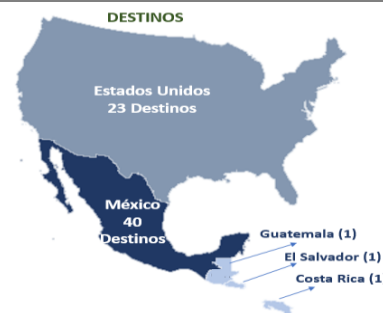 DESTINOS
Estados Unidos
23 Destinos
México
40
Destinos
Guatemala (1)
El Salvador (1)
Costa Rica (1